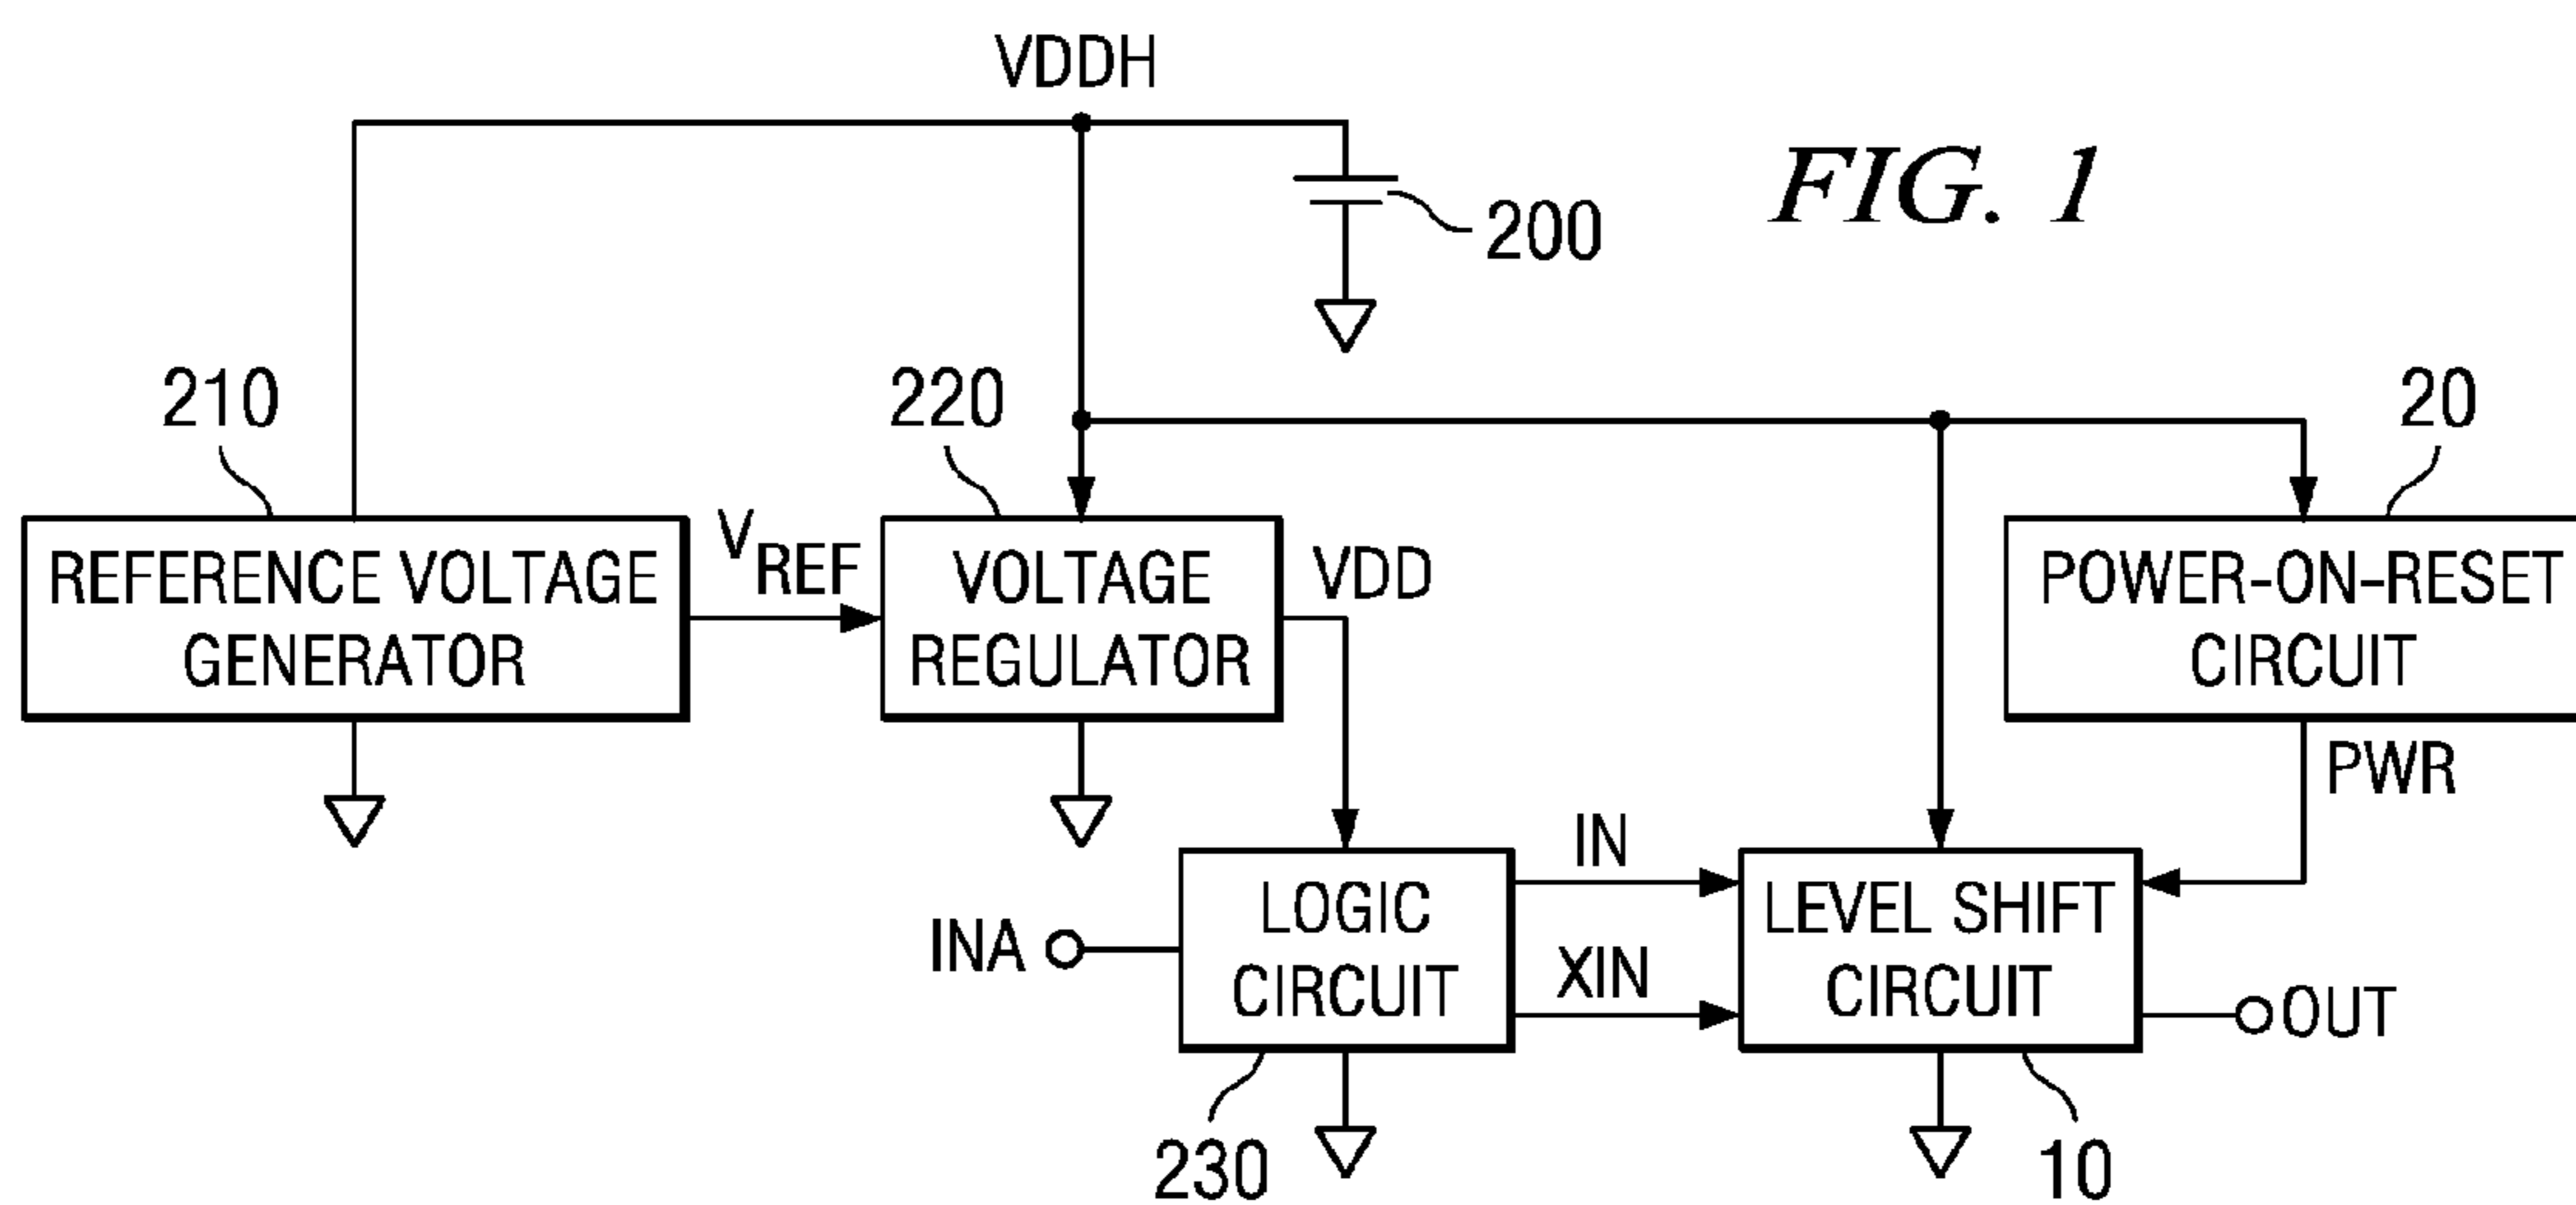 VDDH
FIG. 1
200
210
220
20
REFERENCE VOLTAGE
GENERATOR
VREF
VOLTAGE
REGULATOR
VDD
POWER-ON-RESET
CIRCUIT
PWR
INA
LOGIC
CIRCUIT
IN
XIN
LEVEL SHIFT
CIRCUIT
OUT
230
10